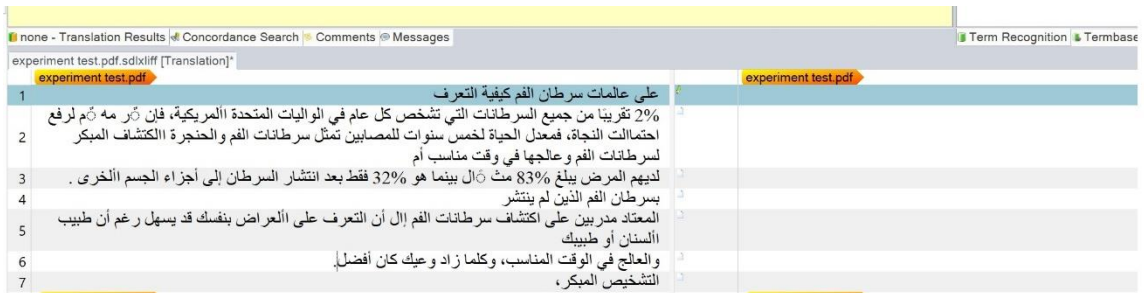 none - Translation Results Concordance Search Comments Messages
Term Recognition Termbase
experiment test.pdf.sdlxliff [Translation]*
experiment test.pdf experiment test.pdf
1 على عالمات سرطان الفم كيفية التعرف
2% تقريبًا من جميع السرطانات التي تشخص كل عام في الواليات المتحدة األمريكية، فإن ّر مه ّم لرفع
2 احتماالت النجاة، فمعدل الحياة لخمس سنوات للمصابين تمثّل سرطانات الفم والحنجرة االكتشاف المبكر
لسرطانات الفم وعالجها في وقت مناسب أم
3 لديهم المرض يبلغ 83% مث ًال بينما هو 32% فقط بعد انتشار السرطان إلى أجزاء الجسم األخرى .
4 بسرطان الفم الذين لم ينتشر
5 المعتاد مدربين على اكتشاف سرطانات الفم إال أن التعرف على األعراض بنفسك قد يسهل رغم أن طبيب
األسنان أو طبيبك
6 والعالج في الوقت المناسب، وكلما زاد وعيك كان أفضل.
7 التشخيص المبكر،